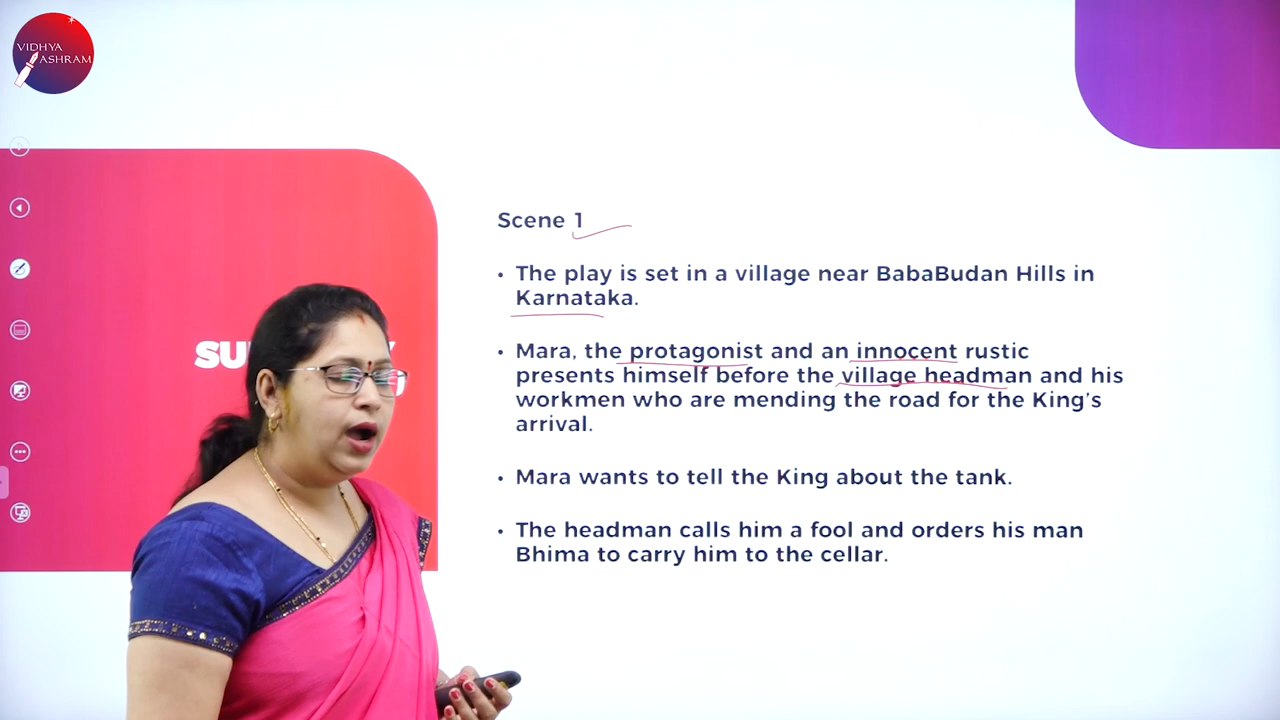 VIDHYA
ASHRAM
Scene 1
• The play is set in a village near BabaBudan Hills in
Karnataka.
• Mara, the protagonist and an innocent rustic
presents himself before the village headman and his
workmen who are mending the road for the King's
arrival.
• Mara wants to tell the King about the tank.
• The headman calls him a fool and orders his man
Bhima to carry him to the cellar.